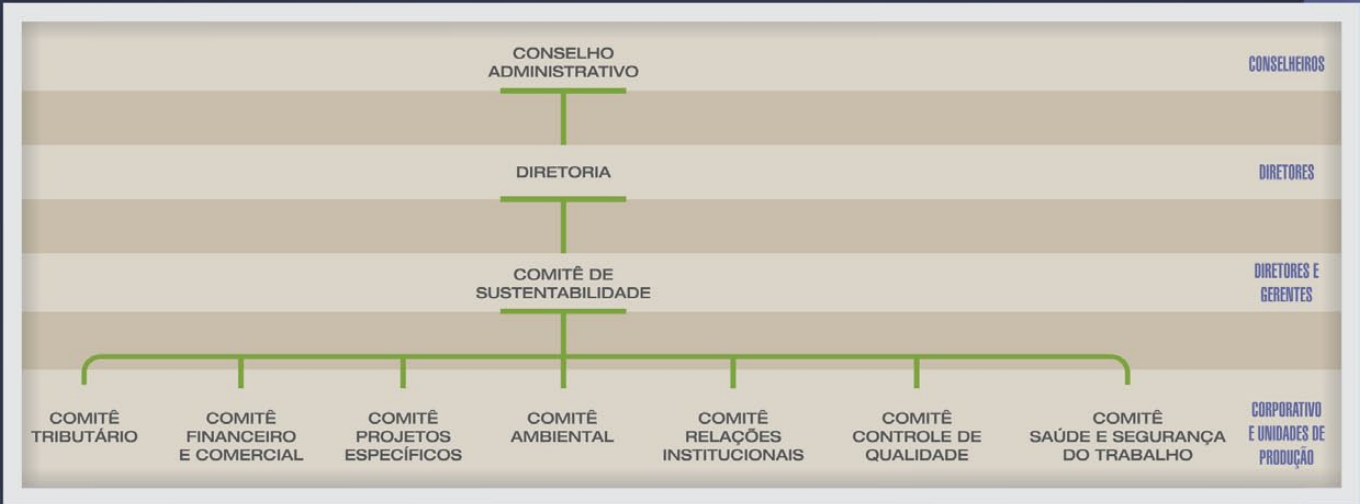 CONSELHO
ADMINISTRATIVO
CONSELHEIROS
DIRETORIA
DIRETORES
COMITÊ DE
SUSTENTABILIDADE
DIRETORES E
GERENTES
COMITÊ
TRIBUTÁRIO
COMITÊ
FINANCEIRO
E COMERCIAL
COMITÊ
PROJETOS
ESPECÍFICOS
COMITÊ
AMBIENTAL
COMITÊ
RELAÇÕES
INSTITUCIONAIS
COMITÊ
CONTROLE DE
QUALIDADE
COMITÊ
SAÚDE E SEGURANÇA
DO TRABALHO
CORPORATIVO
E UNIDADES DE
PRODUÇÃO